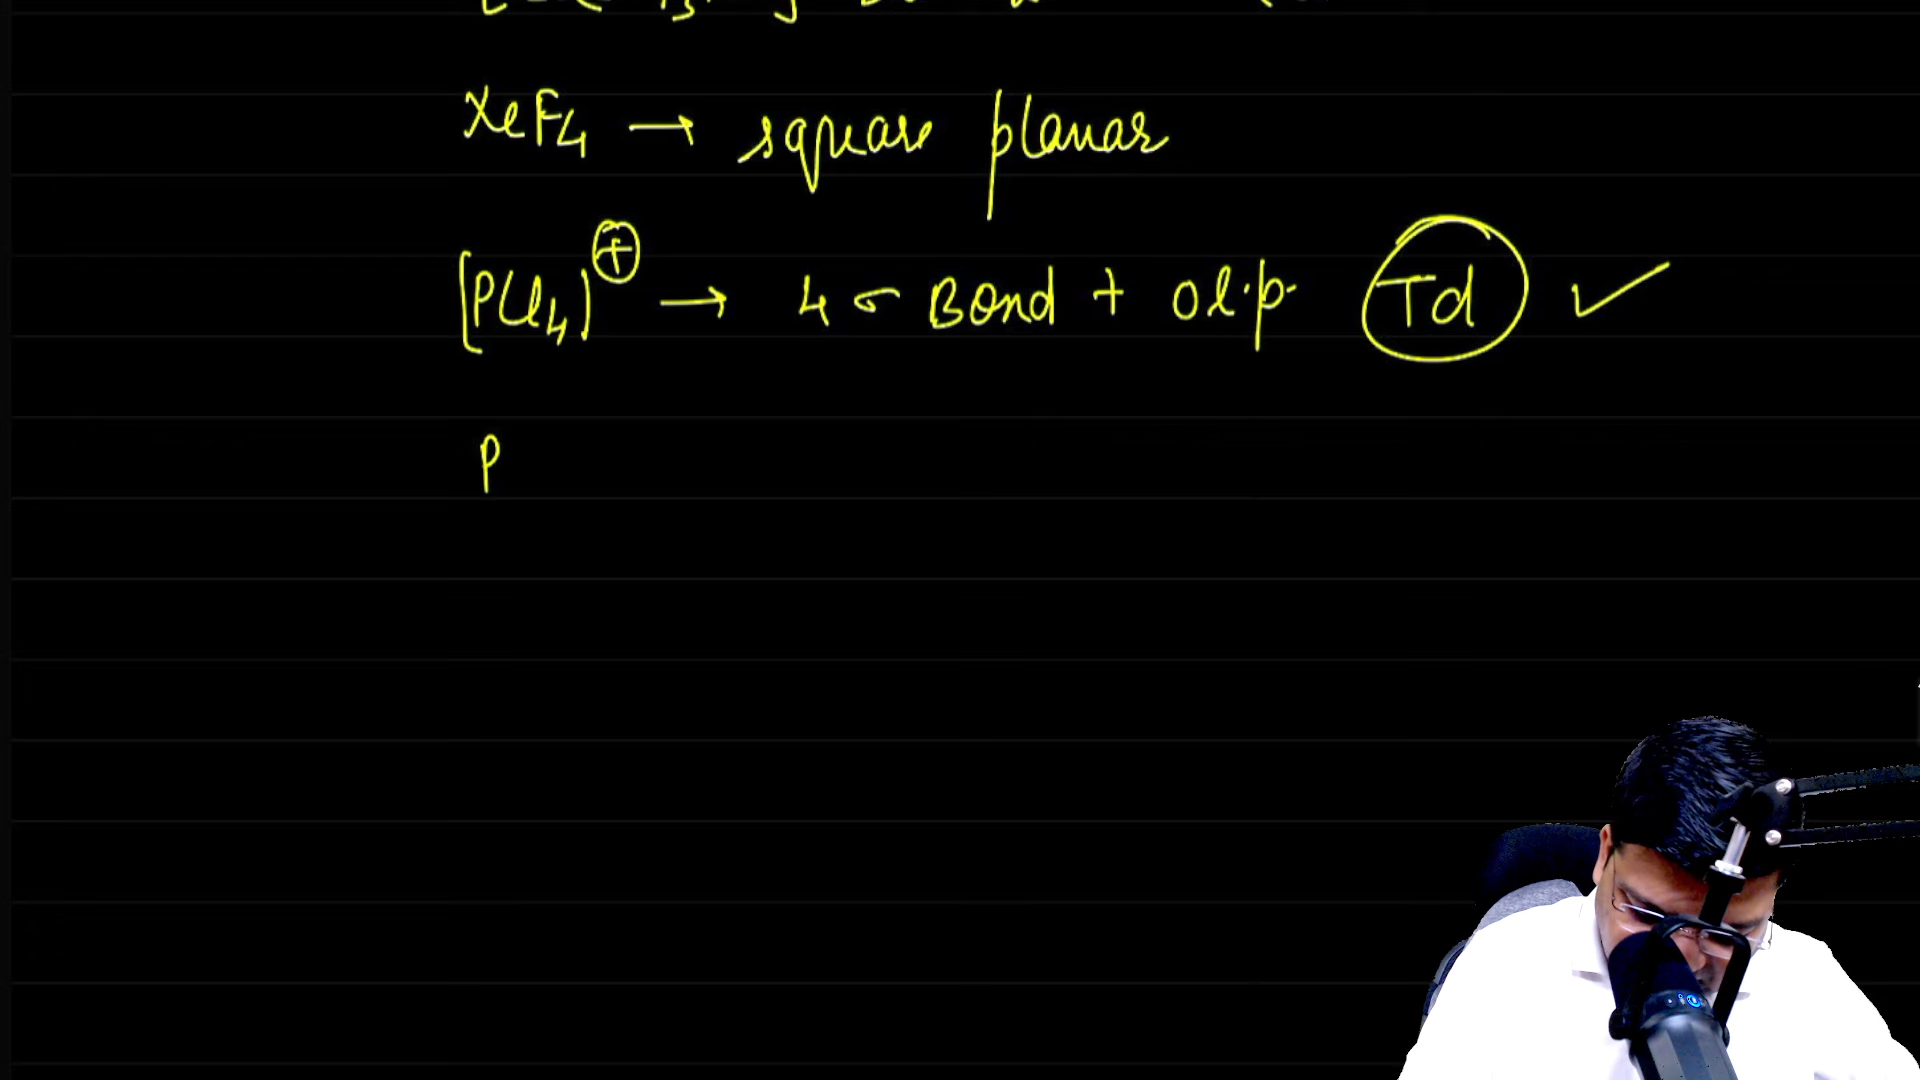 XeF4 → square planar
[PCl4]⊕ → 4 σ Bond + 0 l.p. Td ✓
P